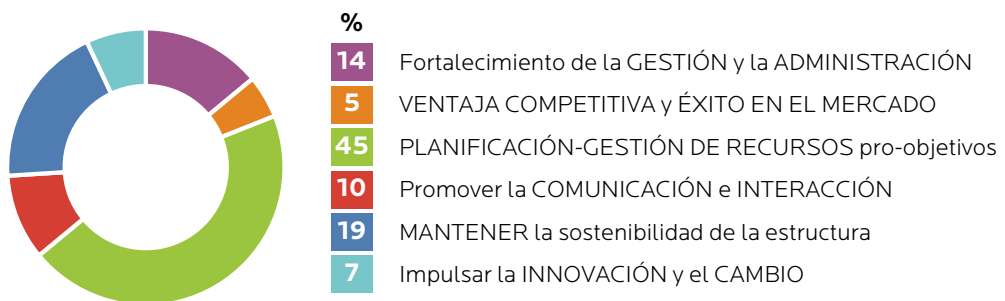 %
14 Fortalecimiento de la GESTIÓN y la ADMINISTRACIÓN
5 VENTAJA COMPETITIVA y ÉXITO EN EL MERCADO
45 PLANIFICACIÓN-GESTIÓN DE RECURSOS pro-objetivos
10 Promover la COMUNICACIÓN e INTERACCIÓN
19 MANTENER la sostenibilidad de la estructura
7 Impulsar la INNOVACIÓN y el CAMBIO